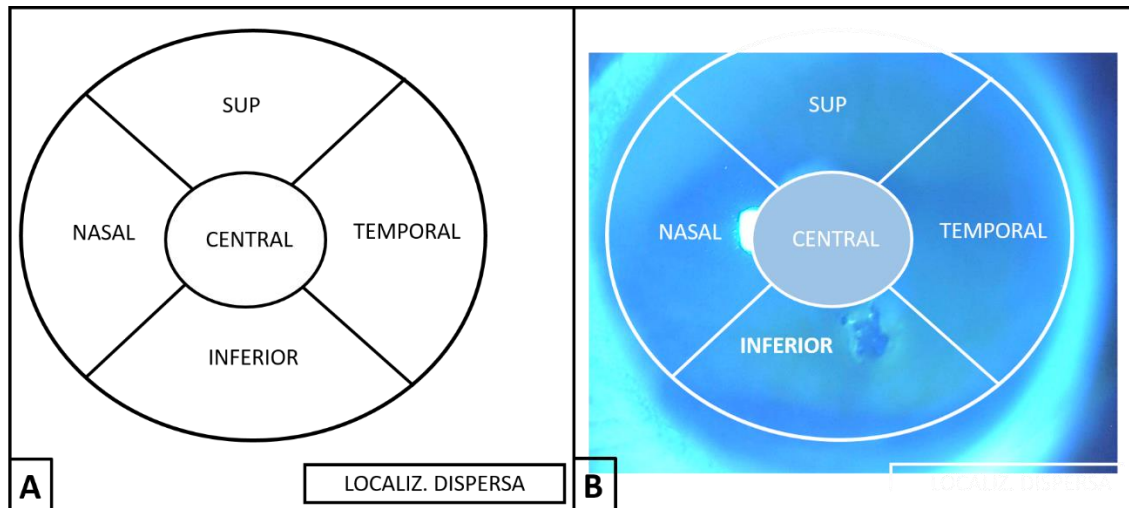 SUP
NASAL
CENTRAL
TEMPORAL
INFERIOR
LOCALIZ. DISPERSA
A
SUP
NASAL
CENTRAL
TEMPORAL
INFERIOR
LOCALIZ. DISPERSA
B